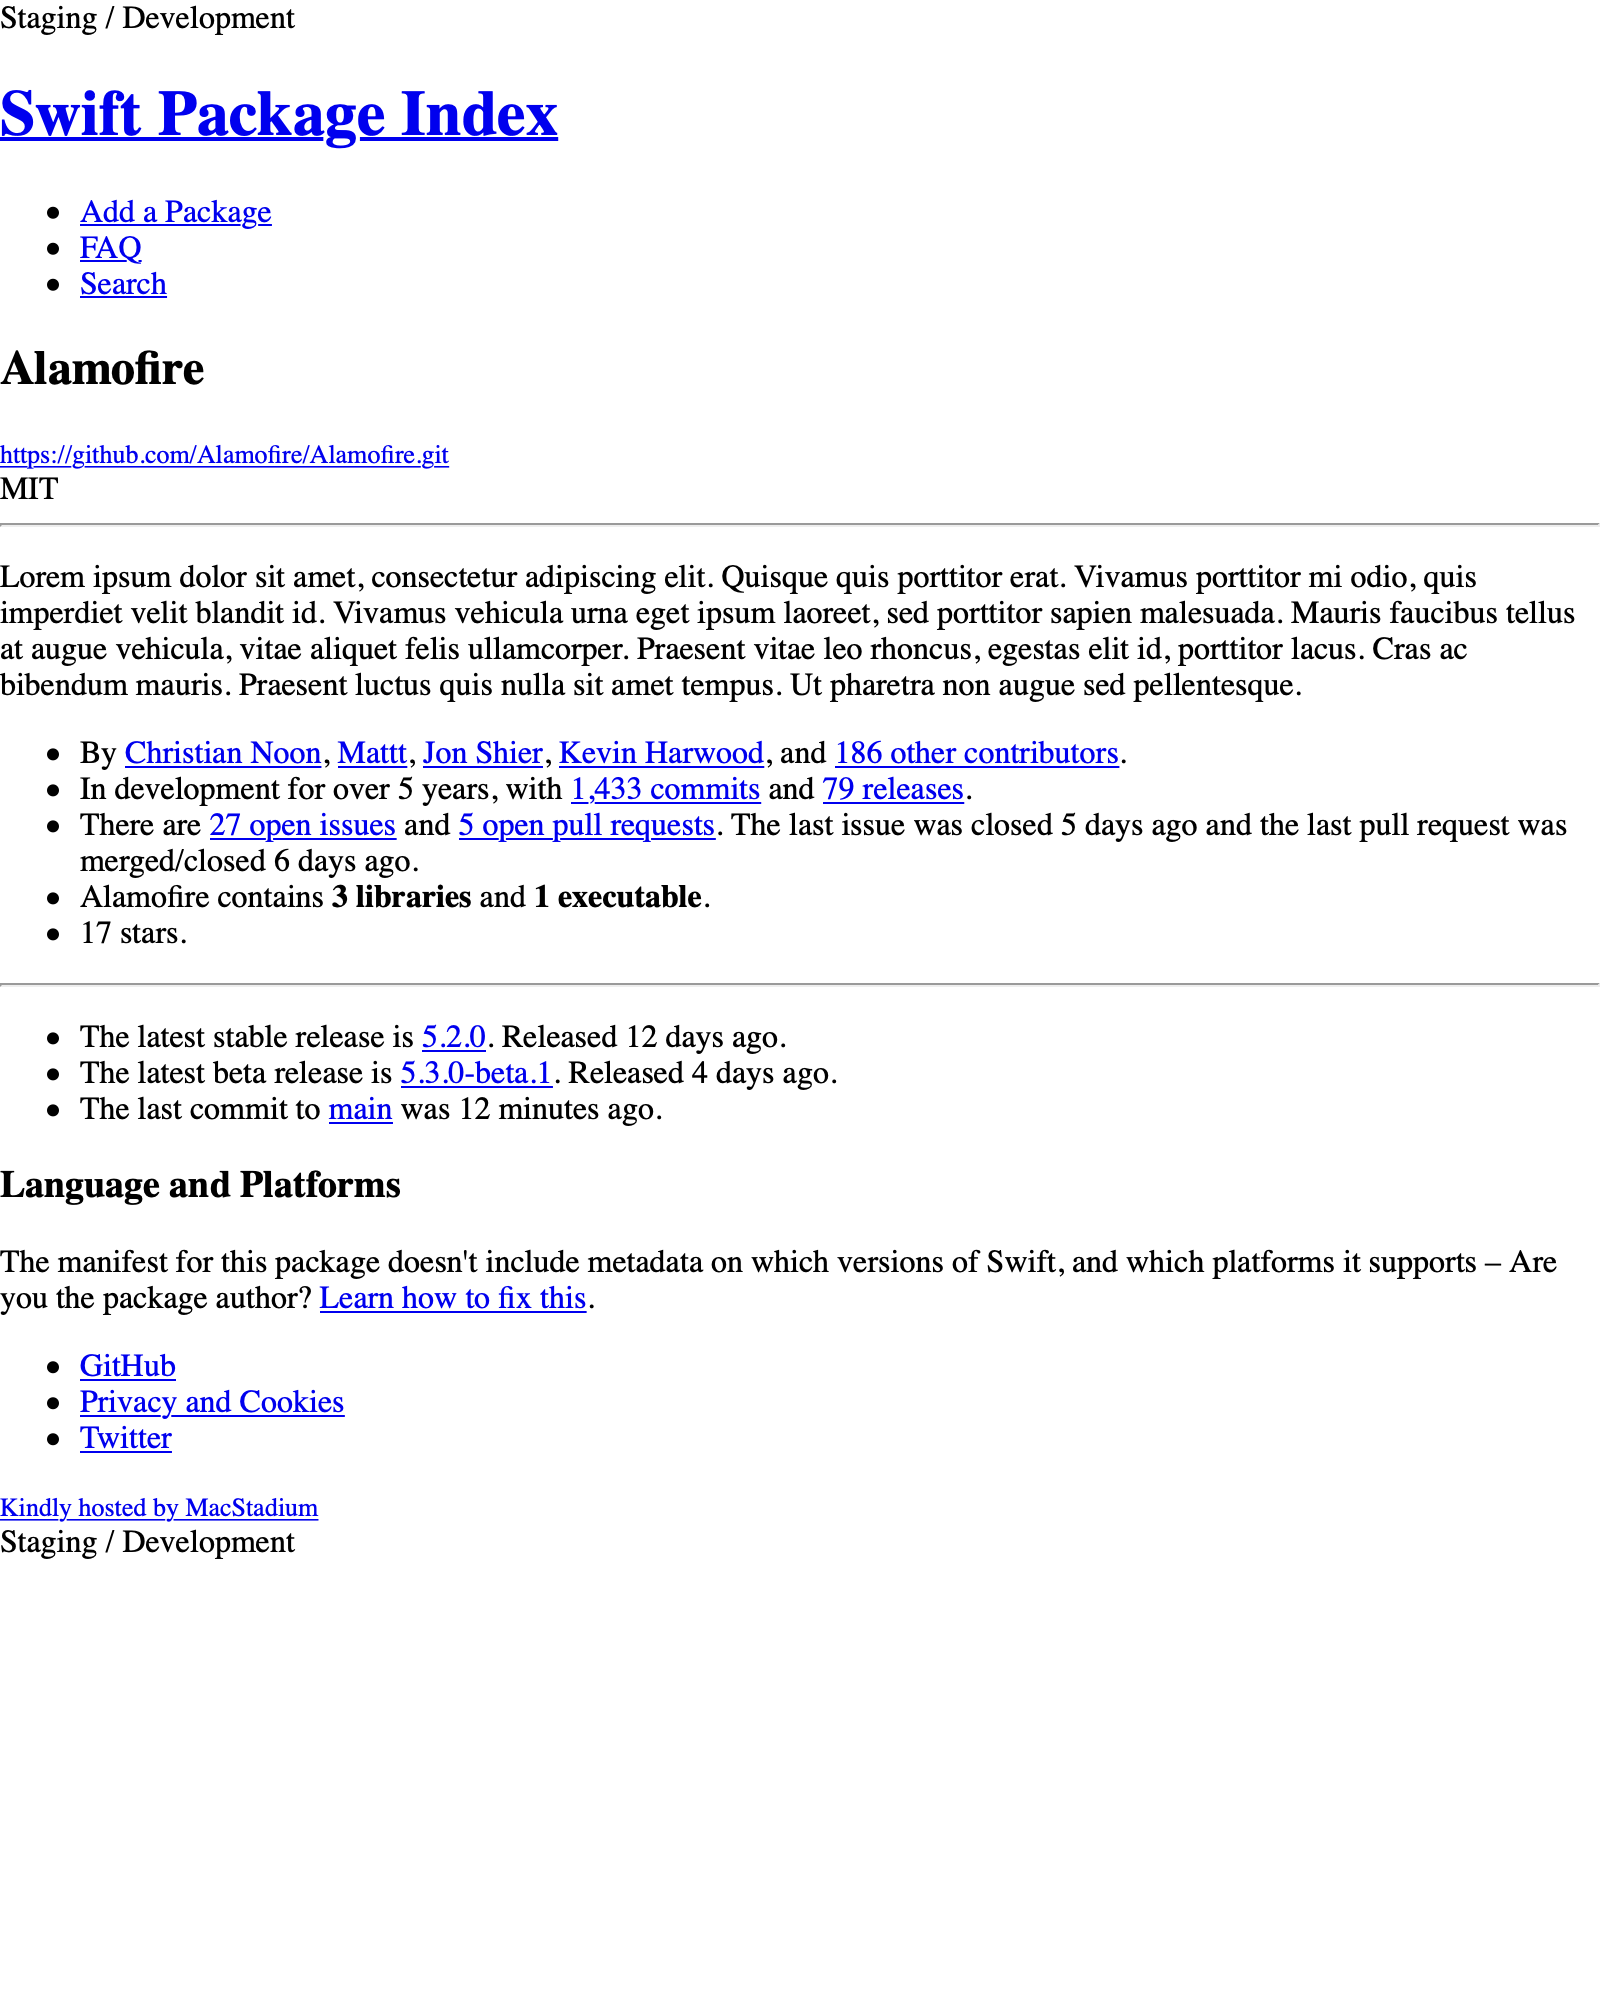 Staging / Development
Swift Package Index
Add a Package
FAQ
Search
Alamofire
https://github.com/Alamofire/Alamofire.git
MIT
Lorem ipsum dolor sit amet, consectetur adipiscing elit. Quisque quis porttitor erat. Vivamus porttitor mi odio, quis
imperdiet velit blandit id. Vivamus vehicula urna eget ipsum laoreet, sed porttitor sapien malesuada. Mauris faucibus tellus
at augue vehicula, vitae aliquet felis ullamcorper. Praesent vitae leo rhoncus, egestas elit id, porttitor lacus. Cras ac
bibendum mauris. Praesent luctus quis nulla sit amet tempus. Ut pharetra non augue sed pellentesque.
By Christian Noon, Mattt, Jon Shier, Kevin Harwood, and 186 other contributors.
In development for over 5 years, with 1,433 commits and 79 releases.
There are 27 open issues and 5 open pull requests. The last issue was closed 5 days ago and the last pull request was
merged/closed 6 days ago.
Alamofire contains 3 libraries and 1 executable.
17 stars.
The latest stable release is 5.2.0. Released 12 days ago.
The latest beta release is 5.3.0-beta.1. Released 4 days ago.
The last commit to main was 12 minutes ago.
Language and Platforms
The manifest for this package doesn't include metadata on which versions of Swift, and which platforms it supports – Are
you the package author? Learn how to fix this.
GitHub
Privacy and Cookies
Twitter
Kindly hosted by MacStadium
Staging / Development